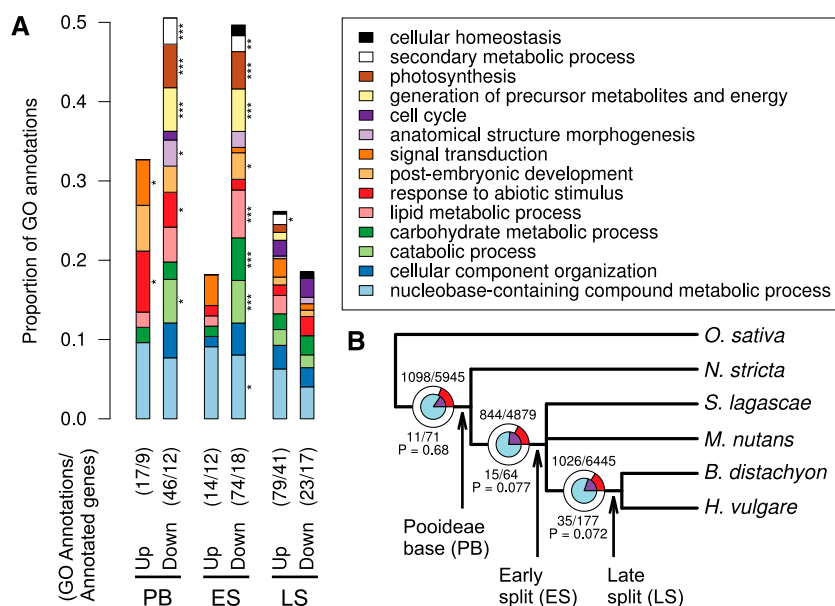 A
Proportion of GO annotations
0.5
0.4
0.3
0.2
0.1
0.0
***
***
***
*
*
*
*
*
**
***
***
*
***
***
***
*
*
cellular homeostasis
secondary metabolic process
photosynthesis
generation of precursor metabolites and energy
cell cycle
anatomical structure morphogenesis
signal transduction
post-embryonic development
response to abiotic stimulus
lipid metabolic process
carbohydrate metabolic process
catabolic process
cellular component organization
nucleobase-containing compound metabolic process
(GO Annotations/
Annotated genes)
(17/9)
(46/12)
(14/12)
(74/18)
(79/41)
(23/17)
Up
Down
Up
Down
Up
Down
PB
ES
LS
B
O. sativa
N. stricta
S. lagascae
M. nutans
B. distachyon
H. vulgare
1098/5945
11/71
P = 0.68
844/4879
15/64
P = 0.077
1026/6445
35/177
P = 0.072
Pooideae
base (PB)
Early
split (ES)
Late
split (LS)